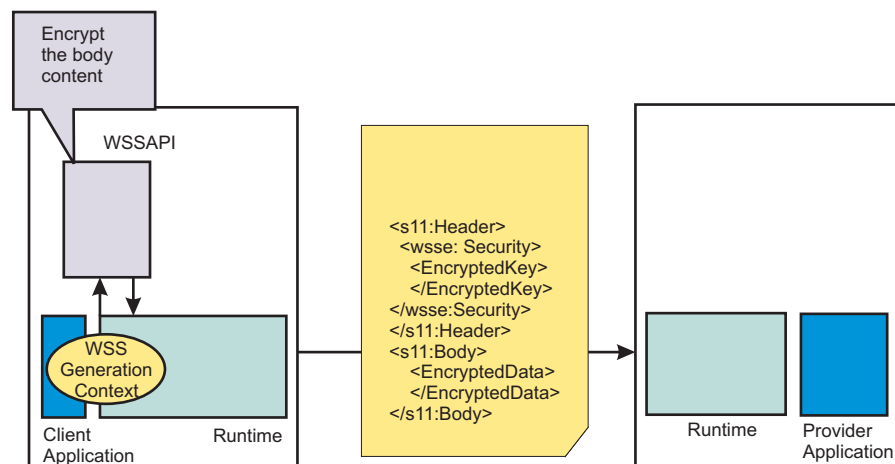 Encrypt
the body
content
WSSAPI
WSS
Generation
Context
Client
Application
Runtime
<s11:Header>
<wsse: Security>
<EncryptedKey>
</EncryptedKey>
</wsse:Security>
</s11:Header>
<s11:Body>
<EncryptedData>
</EncryptedData>
</s11:Body>
Runtime
Provider
Application